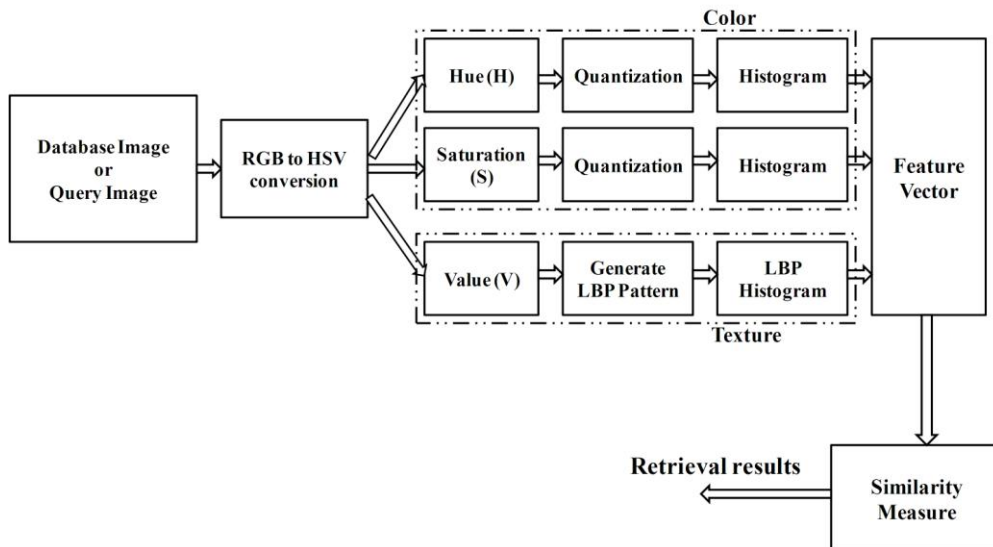 Color
Hue (H)
Quantization
Histogram
Database Image
or
Query Image
RGB to HSV
conversion
Saturation
(S)
Quantization
Histogram
Feature
Vector
Value (V)
Generate
LBP Pattern
LBP
Histogram
Texture
Retrieval results
Similarity
Measure